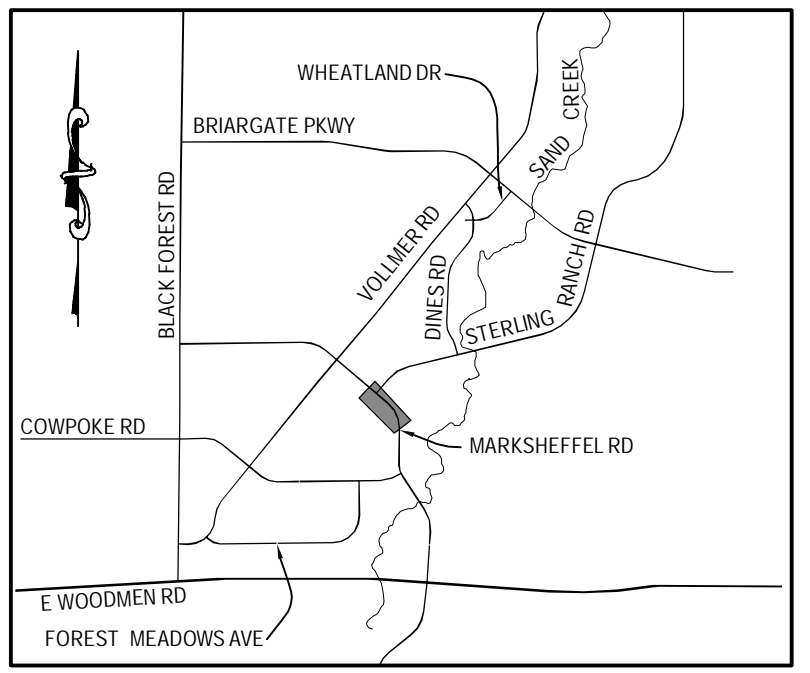 WHEATLAND DR
BRIARGATE PKWY
SAND CREEK
BLACK FOREST RD
VOLLMER RD
DINES RD
STERLING RANCH RD
COWPOKE RD
MARKSHEFFEL RD
E WOODMEN RD
FOREST MEADOWS AVE